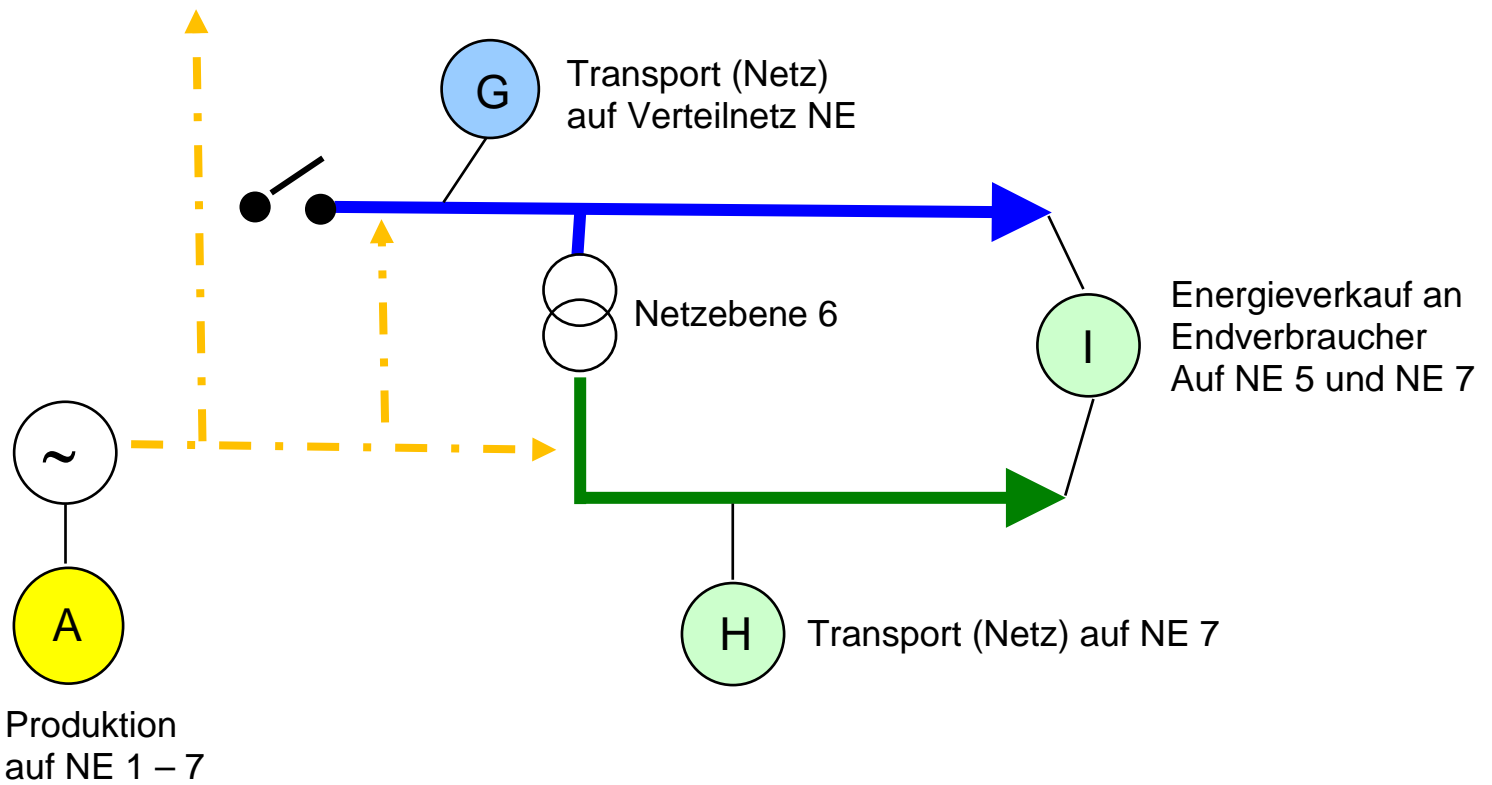 G
Transport (Netz)
auf Verteilnetz NE
Netzebene 6
Energieverkauf an
Endverbraucher
Auf NE 5 und NE 7
I
~
A
H
Transport (Netz) auf NE 7
Produktion
auf NE 1 – 7